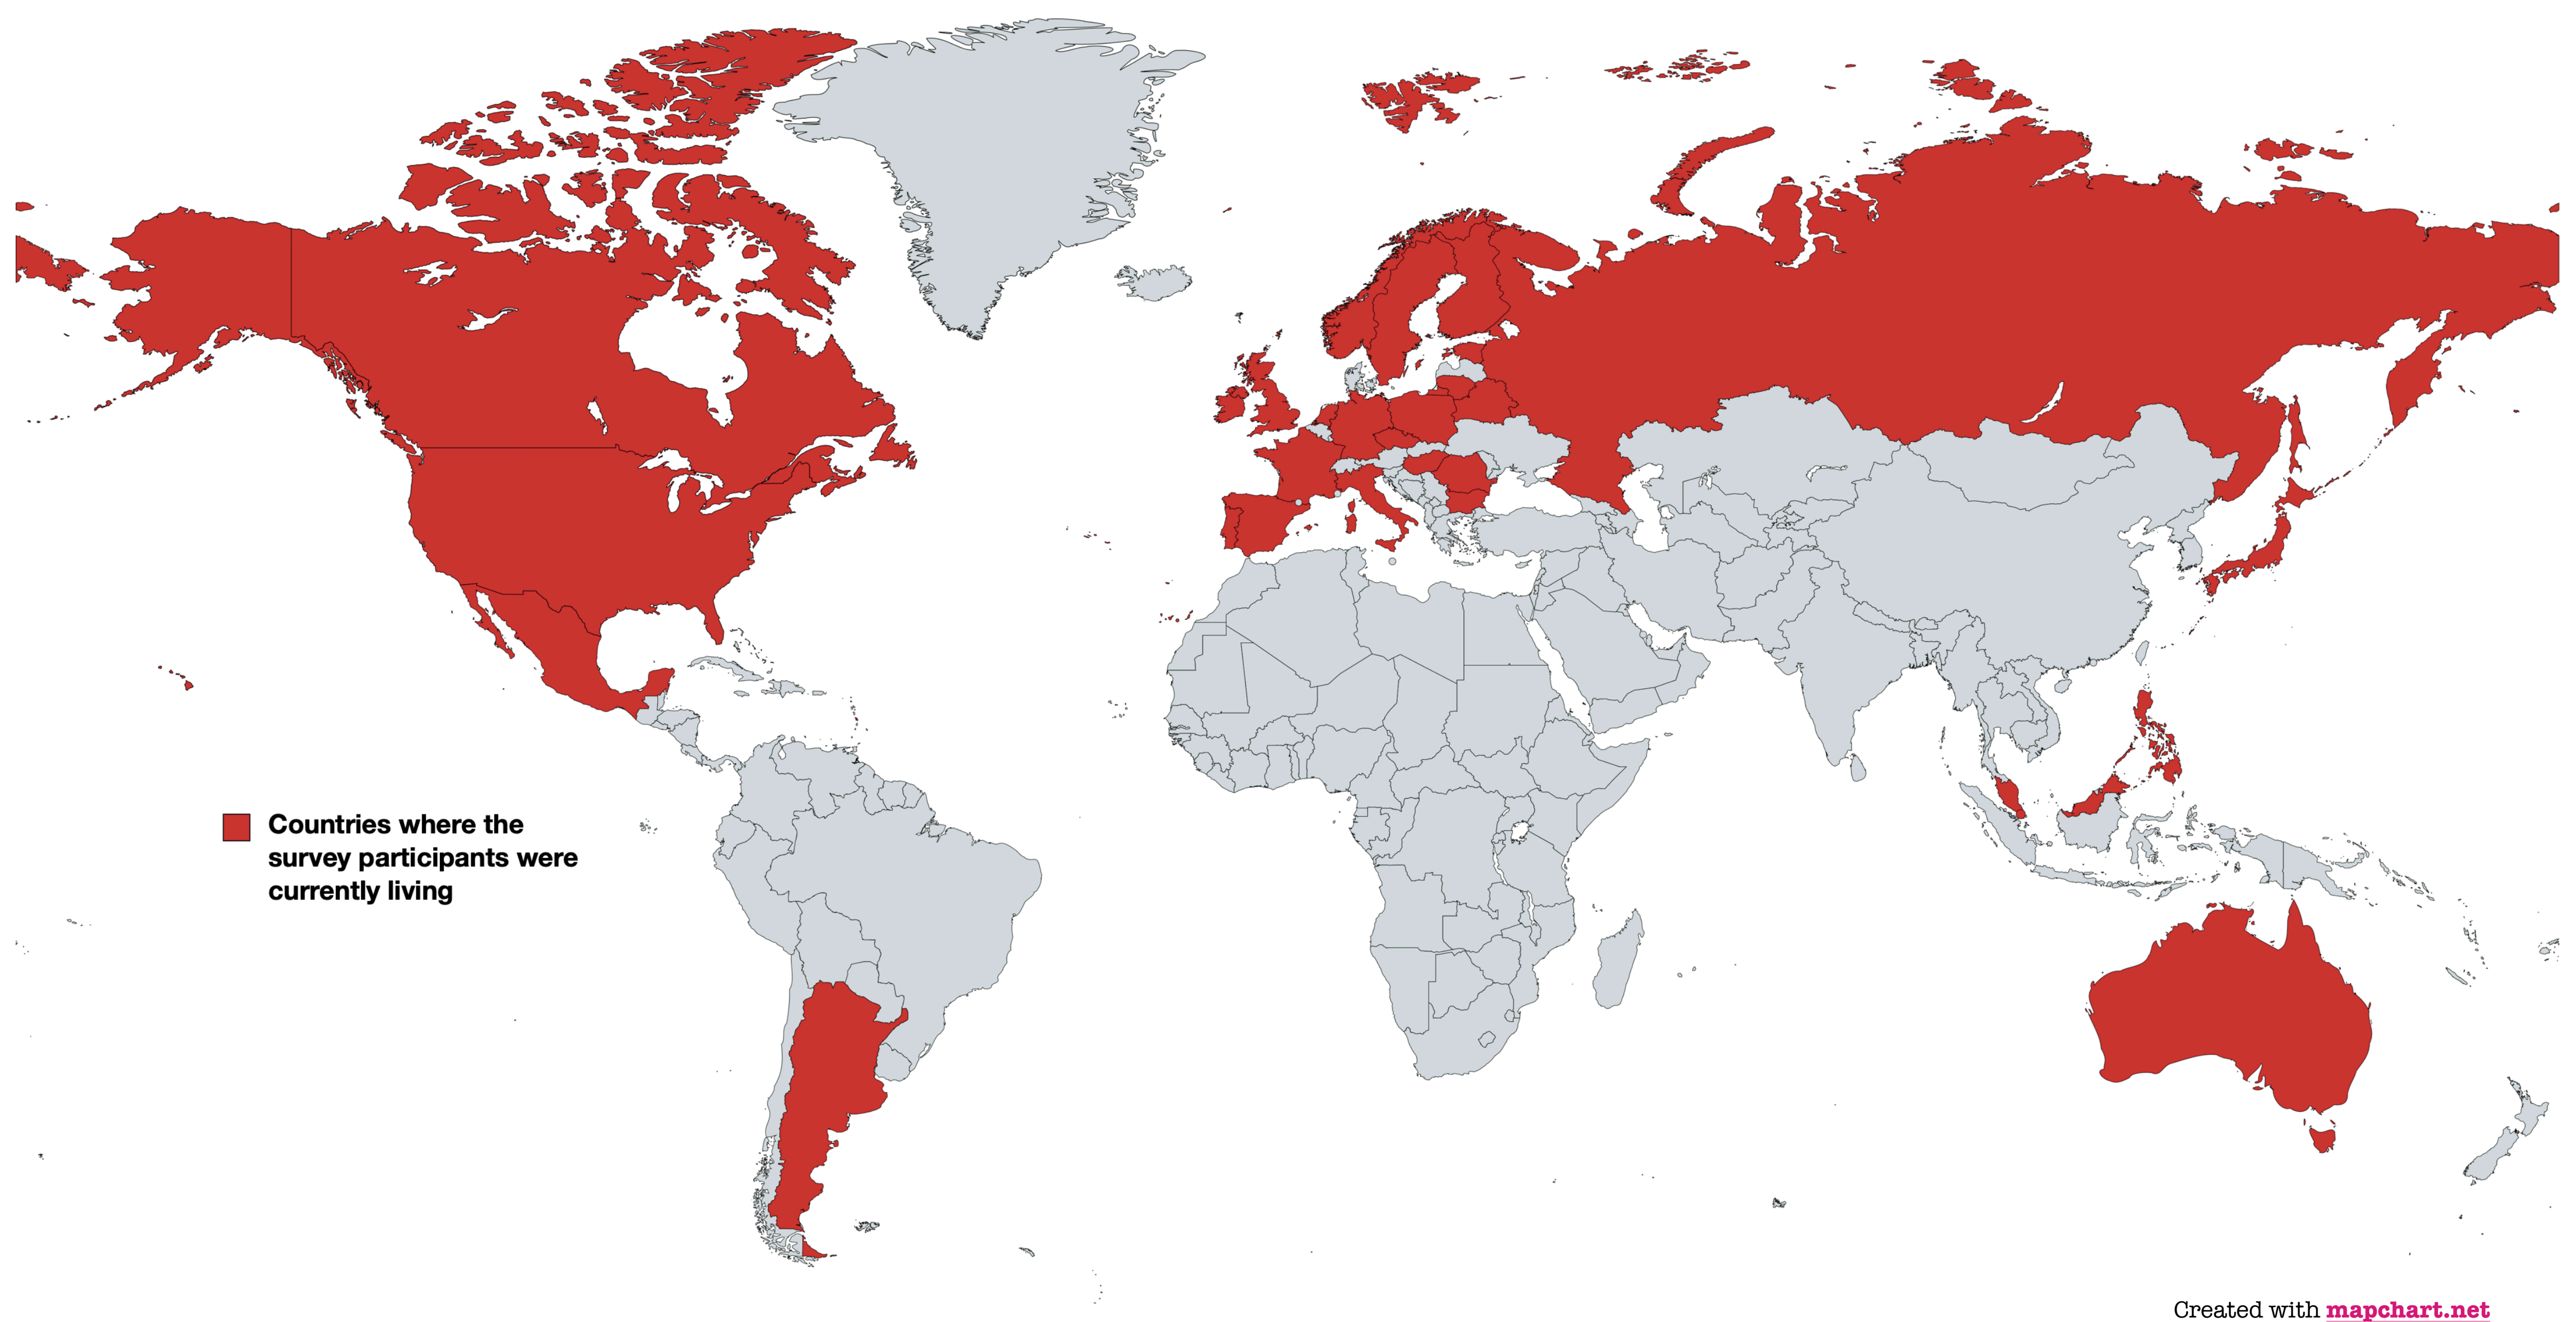 Countries where the
survey participants were
currently living
Created with mapchart.net